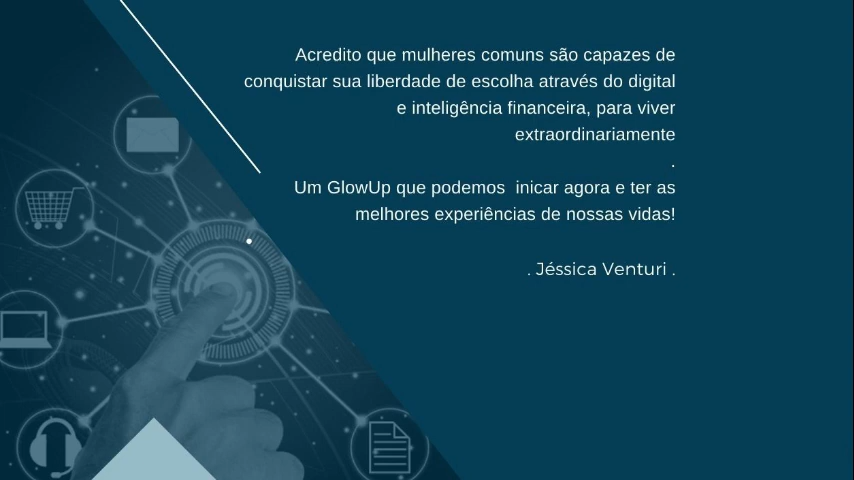 Acredito que mulheres comuns são capazes de
conquistar sua liberdade de escolha através do digital
e inteligência financeira, para viver
extraordinariamente
.
Um GlowUp que podemos  inicar agora e ter as
melhores experiências de nossas vidas!
. Jéssica Venturi .